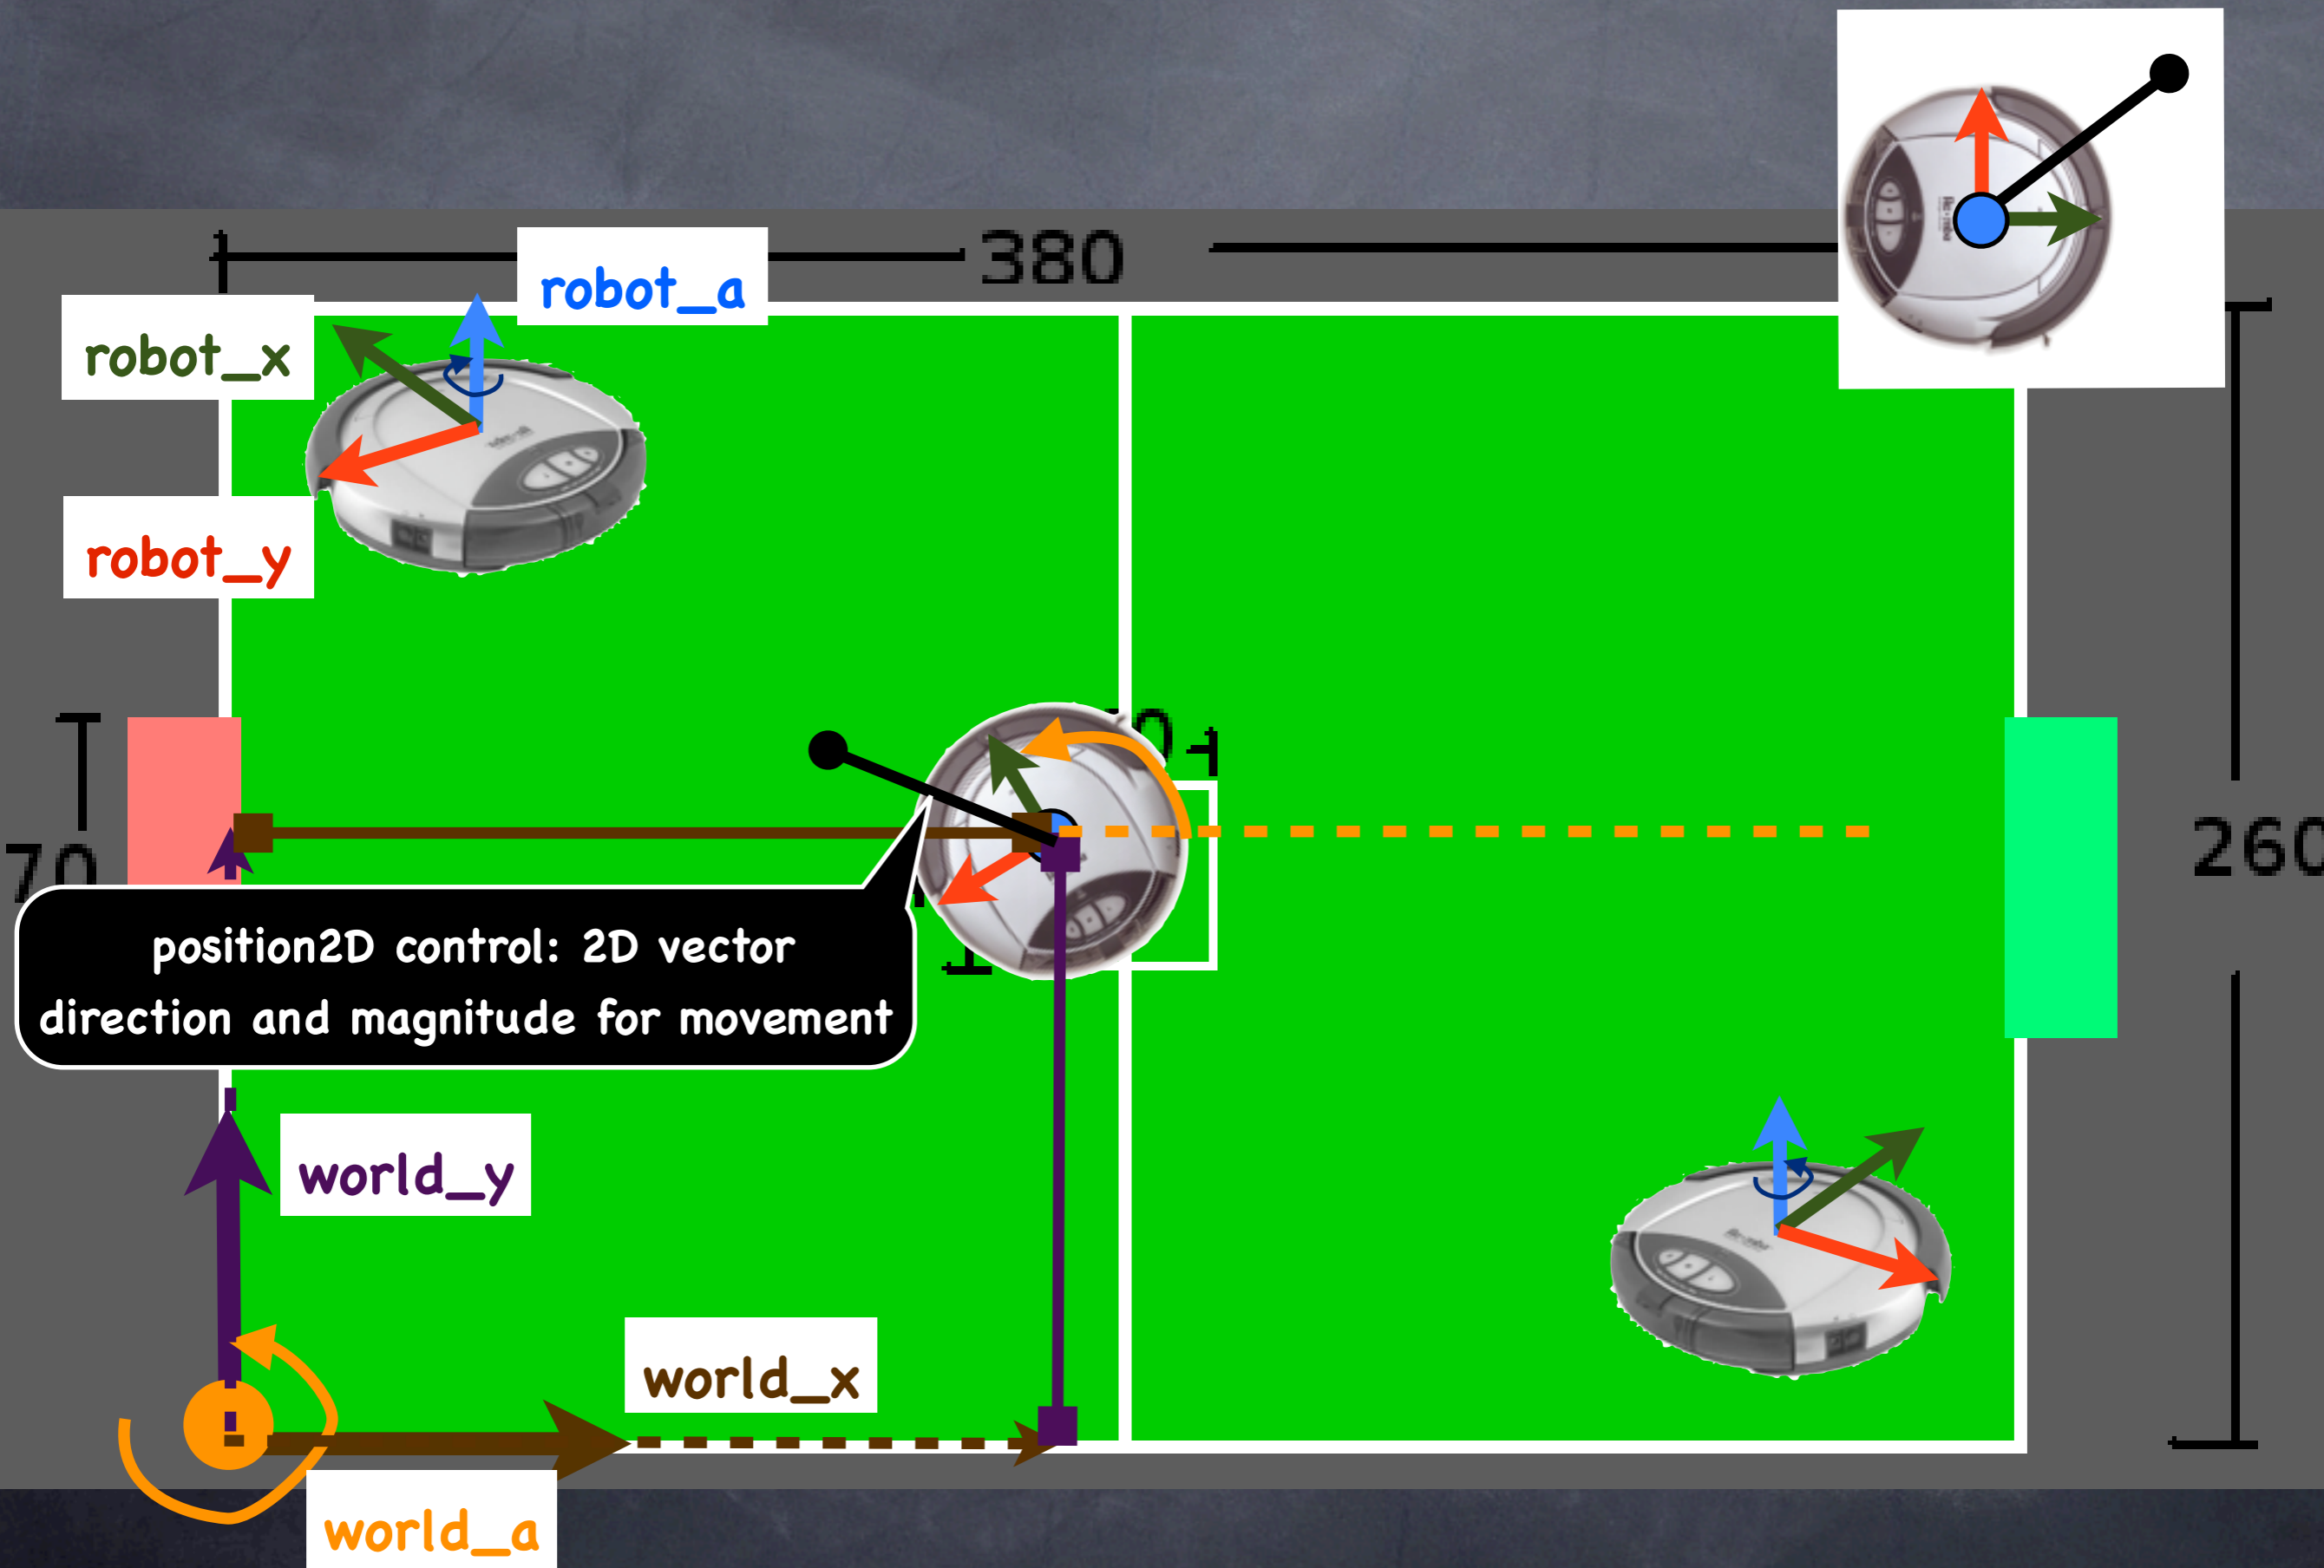 380
robot_a
robot_x
robot_y
70
260
position2D control: 2D vector
direction and magnitude for movement
world_y
world_x
world_a